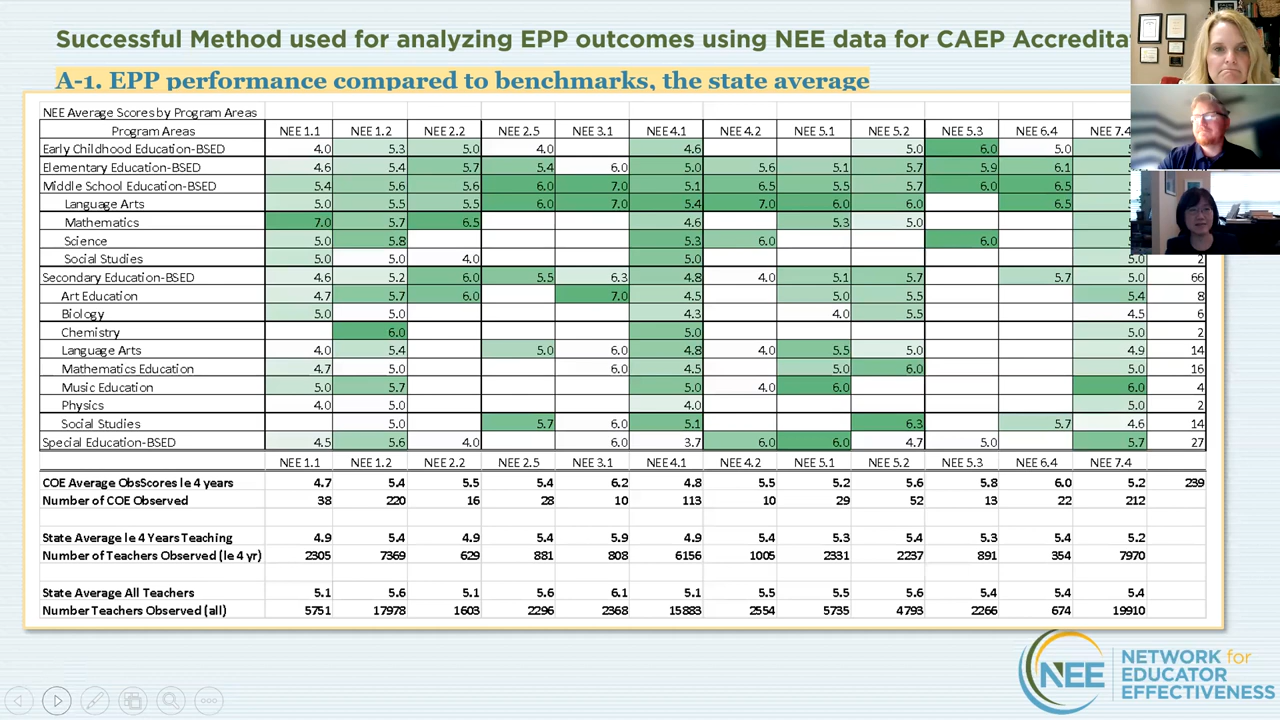 Successful Method used for analyzing EPP outcomes using NEE data for CAEP
A-1. EPP performance compared to benchmarks, the state average
NEE Average Scores by Program Areas
Program Areas NEE 1.1 NEE 1.2 NEE 2.2 NEE 2.5 NEE 3.1 NEE 4.1 NEE 4.2 NEE 5.1 NEE 5.2 NEE 5.3 NEE 6.4 NEE 7.4
Early Childhood Education-BSED 4.0 5.3 5.0 4.0 4.6 5.0 6.0 5.0
Elementary Education-BSED 4.6 5.4 5.7 5.4 6.0 5.0 5.6 5.1 5.7 5.9 6.1
Middle School Education-BSED 5.4 5.6 5.6 6.0 7.0 5.1 6.5 5.5 5.7 6.0 6.5
Language Arts 5.0 5.5 5.5 6.0 7.0 5.4 7.0 6.0 6.0 6.5
Mathematics 7.0 5.7 6.5 4.6 5.3 5.0
Science 5.0 5.8 5.3 6.0 6.0
Social Studies 5.0 5.0 4.0 5.0 5.0 2
Secondary Education-BSED 4.6 5.2 6.0 5.5 6.3 4.8 4.0 5.1 5.7 5.7 5.0 66
Art Education 4.7 5.7 6.0 7.0 4.5 5.0 5.5 5.4 8
Biology 5.0 5.0 4.3 4.0 5.5 4.5 6
Chemistry 6.0 5.0 5.0 2
Language Arts 4.0 5.4 5.0 6.0 4.8 4.0 5.5 5.0 4.9 14
Mathematics Education 4.7 5.0 6.0 4.5 5.0 6.0 5.0 16
Music Education 5.0 5.7 5.0 4.0 6.0 6.0 4
Physics 4.0 5.0 4.0 5.0 2
Social Studies 5.0 5.7 6.0 5.1 6.3 5.7 4.6 14
Special Education-BSED 4.5 5.6 4.0 6.0 3.7 6.0 6.0 4.7 5.0 5.7 27
NEE 1.1 NEE 1.2 NEE 2.2 NEE 2.5 NEE 3.1 NEE 4.1 NEE 4.2 NEE 5.1 NEE 5.2 NEE 5.3 NEE 6.4 NEE 7.4
COE Average ObsScores le 4 years 4.7 5.4 5.5 5.4 6.2 4.8 5.5 5.2 5.6 5.8 6.0 5.2 239
Number of COE Observed 38 220 16 28 10 113 10 29 52 13 22 212
State Average le 4 Years Teaching 4.9 5.4 4.9 5.4 5.9 4.9 5.4 5.3 5.4 5.3 5.4 5.2
Number of Teachers Observed (le 4 yr) 2305 7369 629 881 808 6156 1005 2331 2237 891 354 7970
State Average All Teachers 5.1 5.6 5.1 5.6 6.1 5.1 5.5 5.5 5.6 5.4 5.4 5.4
Number Teachers Observed (all) 5751 17978 1603 2296 2368 15883 2554 5735 4793 2266 674 19910
NEE
NETWORK for
EDUCATOR
EFFECTIVENESS